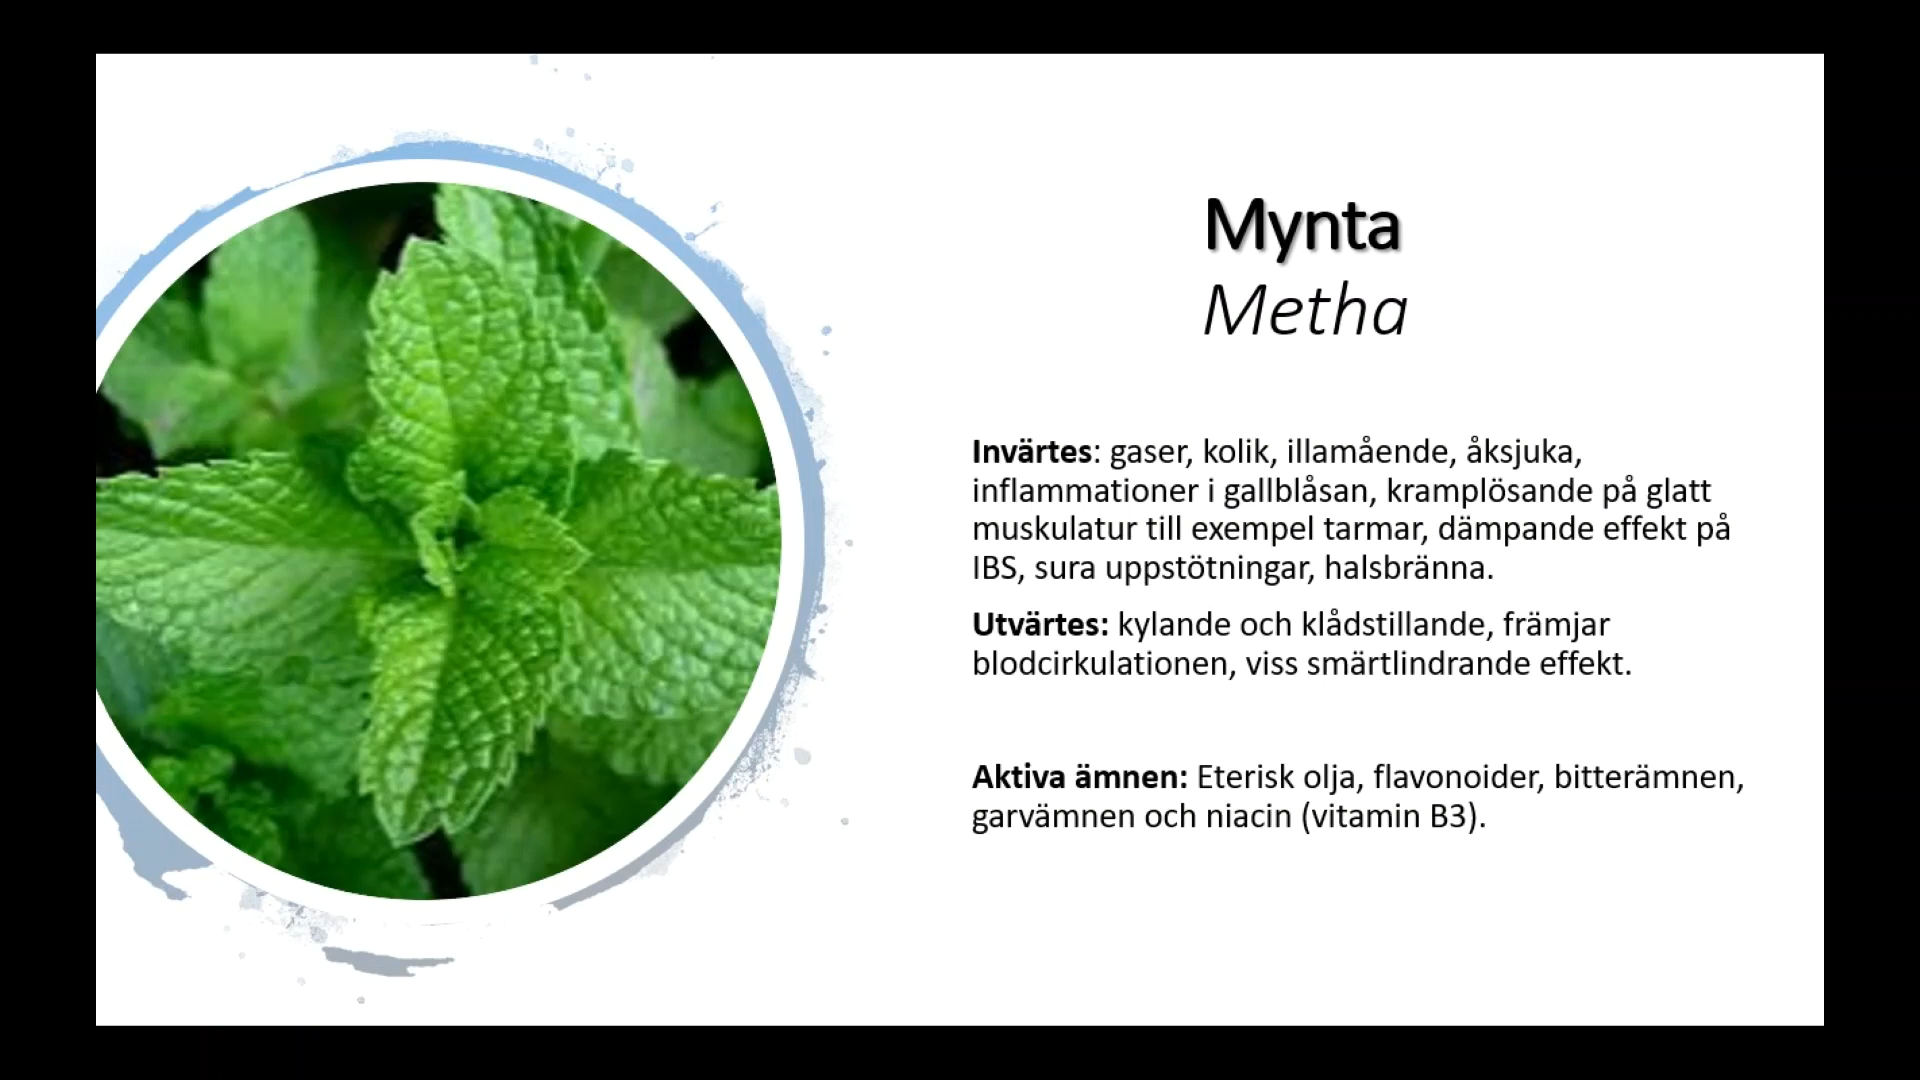 Mynta
Metha
Invärtes: gaser, kolik, illamående, åksjuka,
inflammationer i gallblåsan, kramplösande på glatt
muskulatur till exempel tarmar, dämpande effekt på
IBS, sura uppstötningar, halsbränna.
Utvärtes: kylande och klådstillande, främjar
blodcirkulationen, viss smärtlindrande effekt.
Aktiva ämnen: Eterisk olja, flavonoider, bitterämnen,
garvämnen och niacin (vitamin B3).